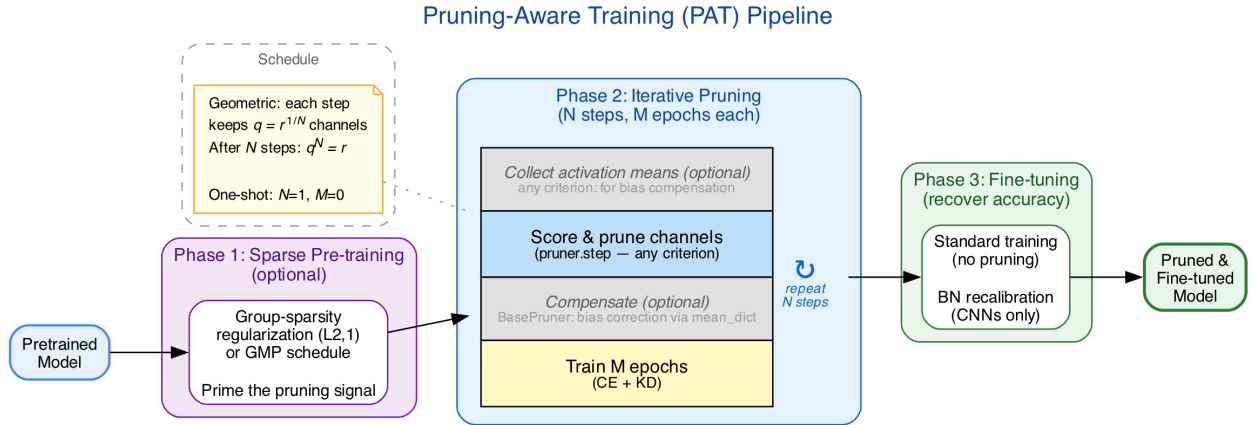 Pruning-Aware Training (PAT) Pipeline
Schedule
Geometric: each step
keeps q = r^1/N channels
After N steps: q^N = r
One-shot: N=1, M=0
Phase 1: Sparse Pre-training
(optional)
Group-sparsity
regularization (L2,1)
or GMP schedule
Prime the pruning signal
Pretrained
Model
Phase 2: Iterative Pruning
(N steps, M epochs each)
Collect activation means (optional)
any criterion: for bias compensation
Score & prune channels
(pruner.step — any criterion)
Compensate (optional)
BasePruner: bias correction via mean_dict
Train M epochs
(CE + KD)
↻
repeat
N steps
Phase 3: Fine-tuning
(recover accuracy)
Standard training
(no pruning)
BN recalibration
(CNNs only)
Pruned &
Fine-tuned
Model